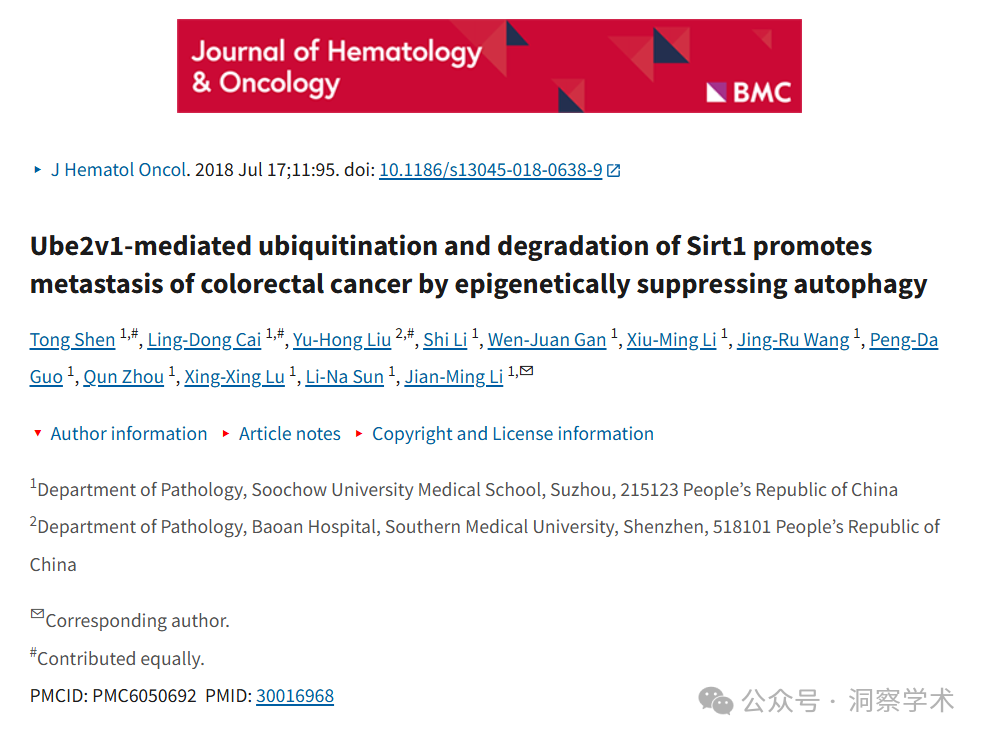 Journal of Hematology
& Oncology
BMC
J Hematol Oncol. 2018 Jul 17;11:95. doi: 10.1186/s13045-018-0638-9
Ube2v1-mediated ubiquitination and degradation of Sirt1 promotes
metastasis of colorectal cancer by epigenetically suppressing autophagy
Tong Shen 1,#, Ling-Dong Cai 1,#, Yu-Hong Liu 2,#, Shi Li 1, Wen-Juan Gan 1, Xiu-Ming Li 1, Jing-Ru Wang 1, Peng-Da
Guo 1, Qun Zhou 1, Xing-Xing Lu 1, Li-Na Sun 1, Jian-Ming Li 1,✉
Author information Article notes Copyright and License information
1Department of Pathology, Soochow University Medical School, Suzhou, 215123 People’s Republic of China
2Department of Pathology, Baoan Hospital, Southern Medical University, Shenzhen, 518101 People’s Republic of
China
✉Corresponding author.
#Contributed equally.
PMCID: PMC6050692 PMID: 30016968
公众号 · 洞察学术